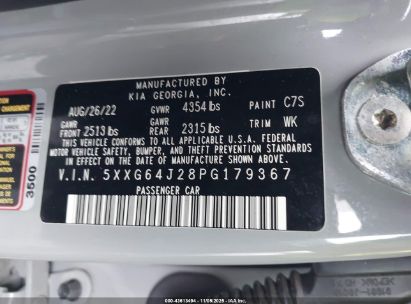 MANUFACTURED BY
KIA GEORGIA, INC.
AUG/26/22 GVWR 4354 lbs PAINT C7S
GAWR FRONT 2513 lbs GAWR REAR 2315 lbs TRIM WK
THIS VEHICLE CONFORMS TO ALL APPLICABLE U.S.A. FEDERAL
MOTOR VEHICLE SAFETY, BUMPER, AND THEFT PREVENTION STANDARDS
IN EFFECT ON THE DATE OF MANUFACTURE SHOWN ABOVE.
V.I.N. 5XXG64J28PG179367
PASSENGER CAR
3500